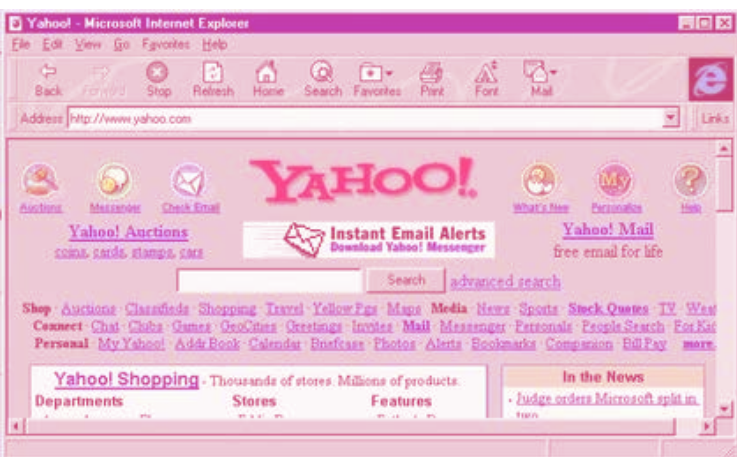 Yahoo! - Microsoft Internet Explorer
File Edit View Go Favorites Help
Back Forward Stop Refresh Home Search Favorites Print Font Mail
Address http://www.yahoo.com Links
YAHOO!
Auctions Messenger Check Email What's New Personalize Help
My
Yahoo! Auctions
coins, cards, stamps, cars
Instant Email Alerts
Download Yahoo! Messenger
Yahoo! Mail
free email for life
Search advanced search
Shop · Auctions · Classifieds · Shopping · Travel · Yellow Pgs · Maps Media · News · Sports · Stock Quotes · TV · Weat
Connect · Chat · Clubs · Games · GeoCities · Greetings · Invites · Mail · Messenger · Personals · People Search · For Kid
Personal · My Yahoo! · Addr Book · Calendar · Briefcase · Photos · Alerts · Bookmarks · Companion · Bill Pay · more..
Yahoo! Shopping - Thousands of stores. Millions of products.
Departments Stores Features
In the News
· Judge orders Microsoft split in